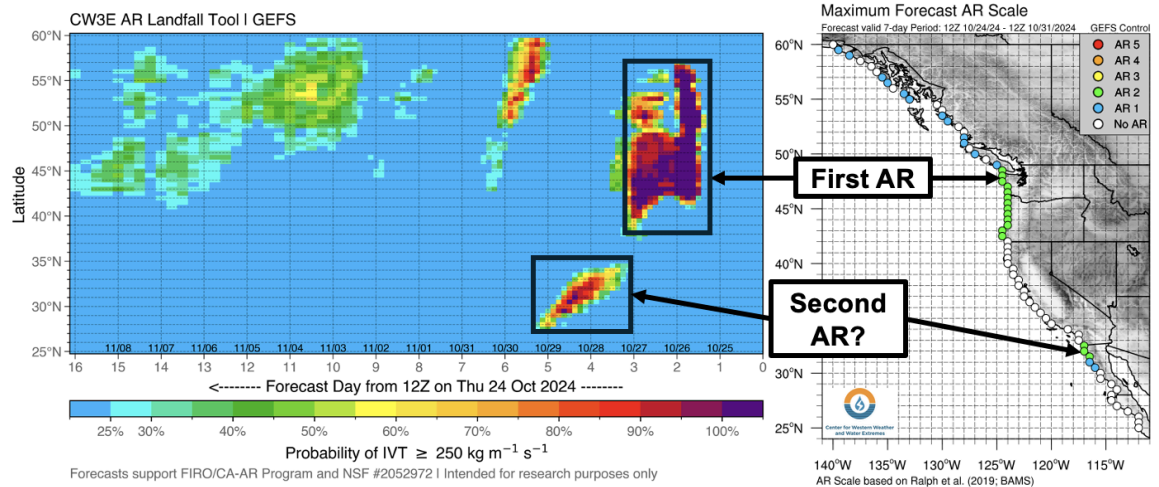 CW3E AR Landfall Tool | GEFS
60°N
55°N
50°N
45°N
40°N
35°N
30°N
25°N
Latitude
11/08 11/07 11/06 11/05 11/04 11/03 11/02 11/01 10/31 10/30 10/29 10/28 10/27 10/26 10/25
16 15 14 13 12 11 10 9 8 7 6 5 4 3 2 1 0
<-------- Forecast Day from 12Z on Thu 24 Oct 2024 --------
25% 30% 40% 50% 60% 70% 80% 90% 100%
Probability of IVT ≥ 250 kg m⁻¹ s⁻¹
Forecasts support FIRO/CA-AR Program and NSF #2052972 | Intended for research purposes only
First AR
Second
AR?
Maximum Forecast AR Scale
Forecast valid 7-day Period: 12Z 10/24/24 - 12Z 10/31/2024
GEFS Control
AR 5
AR 4
AR 3
AR 2
AR 1
No AR
60°N
55°N
50°N
45°N
40°N
35°N
30°N
25°N
Center for Western Weather
and Water Extremes
140°W 135°W 130°W 125°W 120°W 115°W
AR Scale based on Ralph et al. (2019; BAMS)